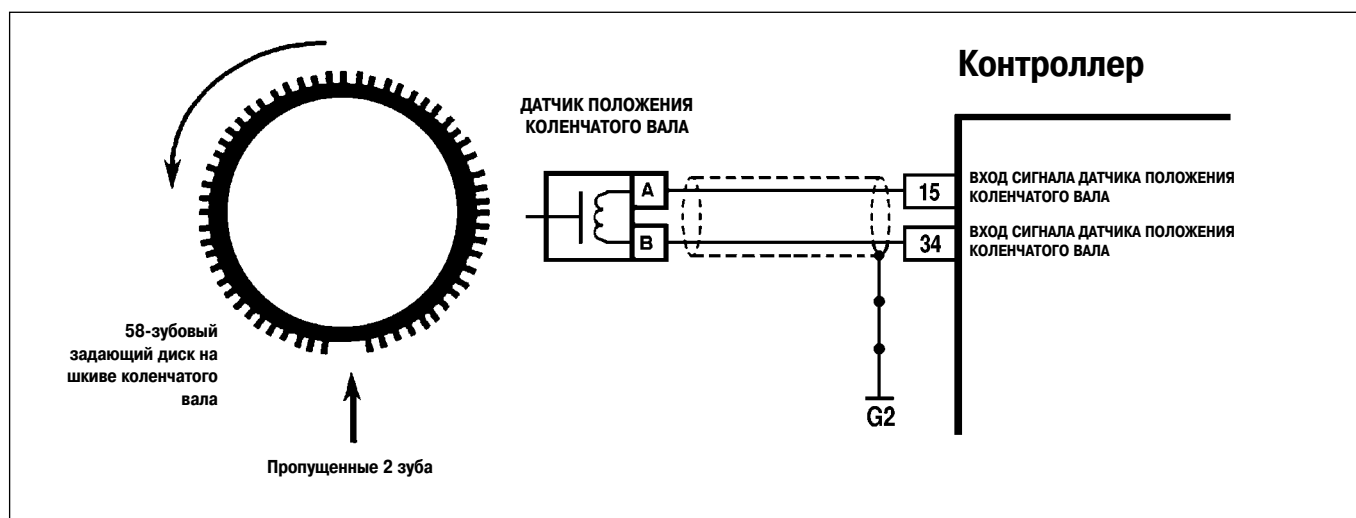 Контроллер
ДАТЧИК ПОЛОЖЕНИЯ
КОЛЕНЧАТОГО ВАЛА
A
B
15
ВХОД СИГНАЛА ДАТЧИКА ПОЛОЖЕНИЯ
КОЛЕНЧАТОГО ВАЛА
34
ВХОД СИГНАЛА ДАТЧИКА ПОЛОЖЕНИЯ
КОЛЕНЧАТОГО ВАЛА
G2
58-зубовый
задающий диск на
шкиве коленчатого
вала
Пропущенные 2 зуба